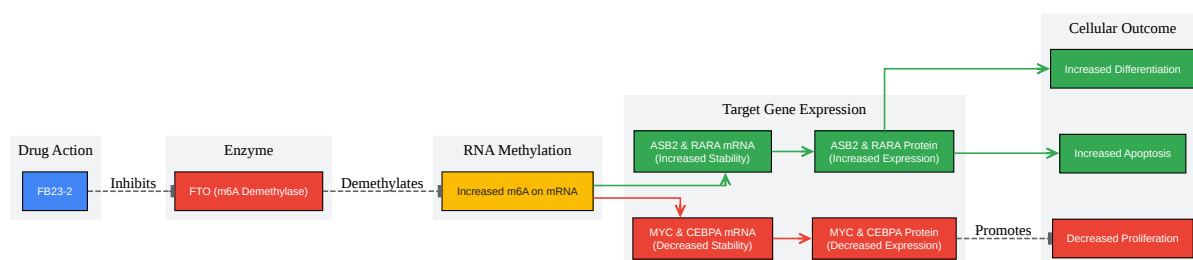 Cellular Outcome
Increased Differentiation
Target Gene Expression
Drug Action
Enzyme
RNA Methylation
ASB2 & RARA mRNA
(Increased Stability)
ASB2 & RARA Protein
(Increased Expression)
Increased Apoptosis
FB23-2
Inhibits
FTO (m6A Demethylase)
Demethylates
Increased m6A on mRNA
MYC & CEBPA mRNA
(Decreased Stability)
MYC & CEBPA Protein
(Decreased Expression)
Promotes
Decreased Proliferation